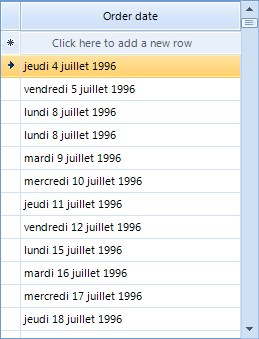 Order date
Click here to add a new row
jeudi 4 juillet 1996
vendredi 5 juillet 1996
lundi 8 juillet 1996
lundi 8 juillet 1996
mardi 9 juillet 1996
mercredi 10 juillet 1996
jeudi 11 juillet 1996
vendredi 12 juillet 1996
lundi 15 juillet 1996
mardi 16 juillet 1996
mercredi 17 juillet 1996
jeudi 18 juillet 1996